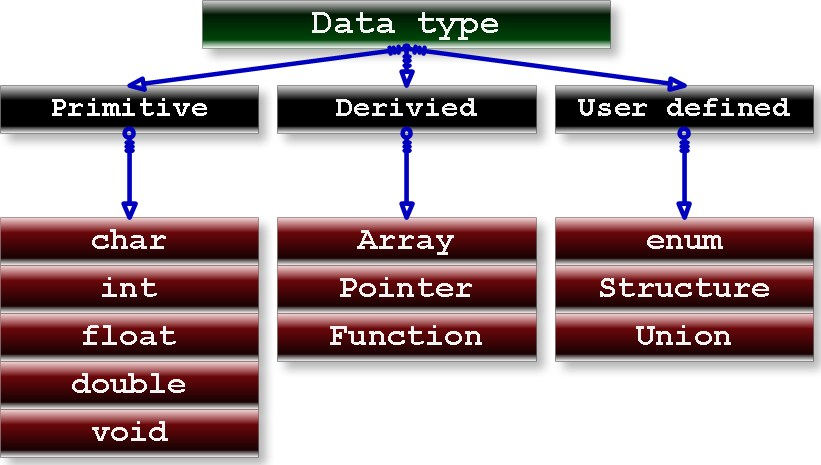 Data type
Primitive
Derivied
User defined
char
int
float
double
void
Array
Pointer
Function
enum
Structure
Union